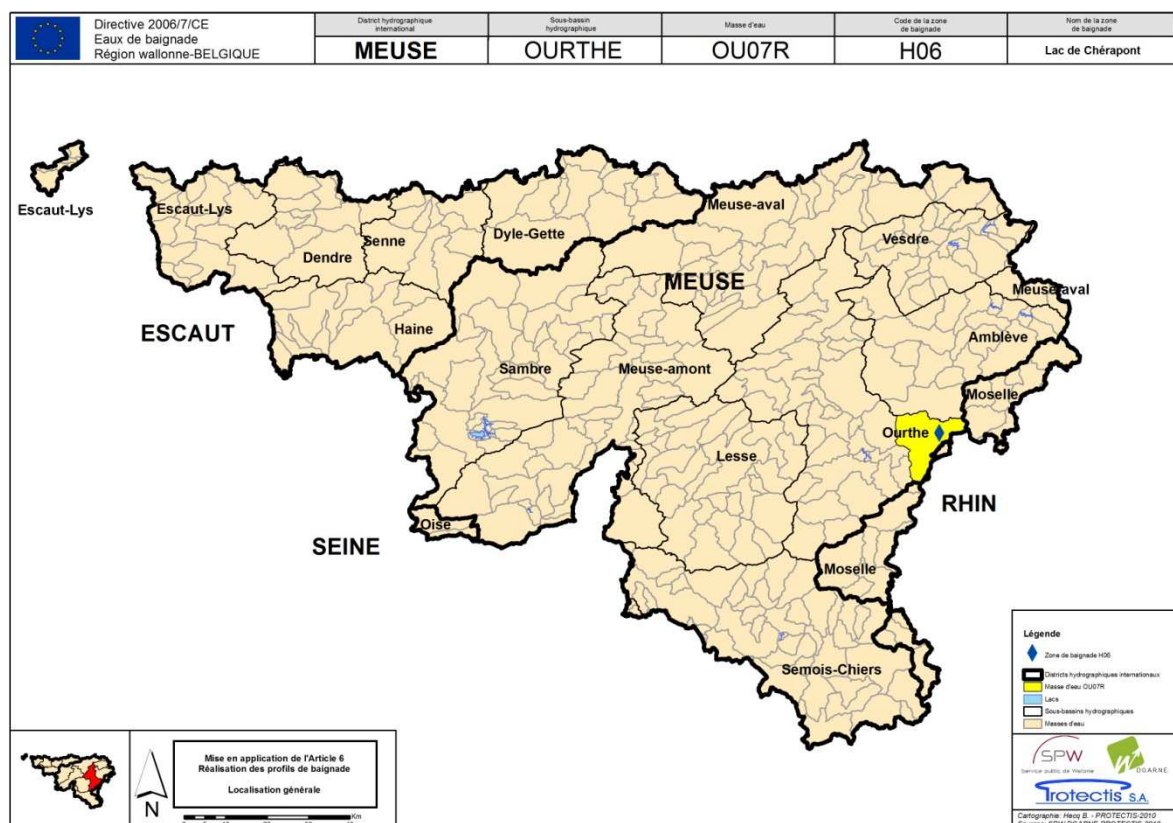 Directive 2006/7/CE
Eaux de baignade
Région wallonne-BELGIQUE
District hydrographique
international
MEUSE
Sous-bassin
hydrographique
OURTHE
Masse d'eau
OU07R
Code de la zone
de baignade
H06
Nom de la zone
de baignade
Lac de Chérapont
Escaut-Lys
Escaut-Lys
Dendre
Senne
Dyle-Gette
Meuse-aval
Vesdre
MEUSE
Meuse-aval
ESCAUT
Haine
Amblève
Sambre
Meuse-amont
Moselle
Ourthe
Lesse
RHIN
Oise
SEINE
Moselle
Semois-Chiers
Légende
Zone de baignade H06
Districts hydrographiques internationaux
Masse d'eau OU07R
Lacs
Sous-bassins hydrographiques
Masses d'eau
Mise en application de l'Article 6
Réalisation des profils de baignade
Localisation générale
N
Km
SPW
Service public de Wallonie
DGARNE
Protectis S.A.
Cartographie: Hecq B. - PROTECTIS-2010